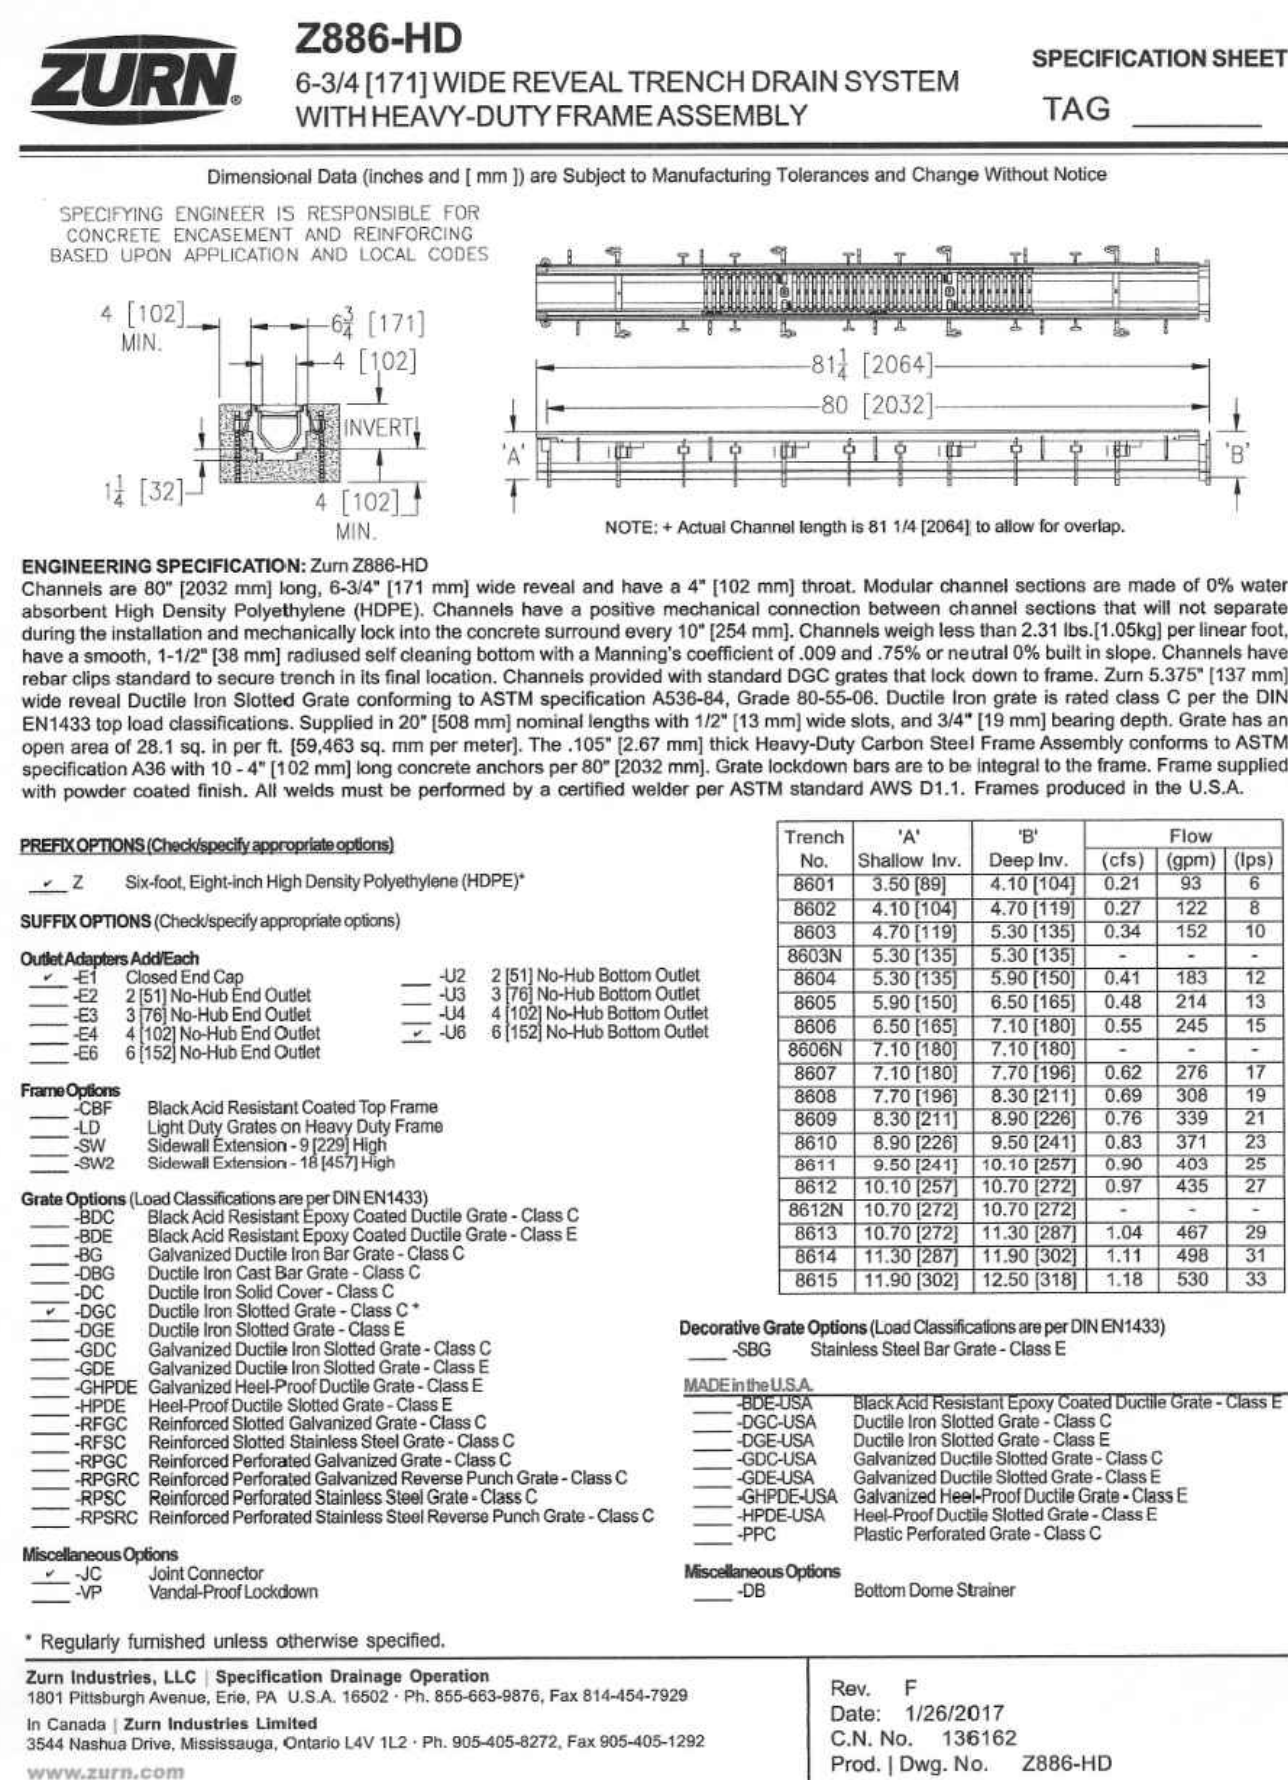 ZURN®
Z886-HD
6-3/4 [171] WIDE REVEAL TRENCH DRAIN SYSTEM
WITH HEAVY-DUTY FRAME ASSEMBLY
SPECIFICATION SHEET
TAG ________
Dimensional Data (inches and [ mm ]) are Subject to Manufacturing Tolerances and Change Without Notice
SPECIFYING ENGINEER IS RESPONSIBLE FOR
CONCRETE ENCASEMENT AND REINFORCING
BASED UPON APPLICATION AND LOCAL CODES
4 [102]
MIN.
6 3/4 [171]
4 [102]
INVERT
1 1/4 [32]
4 [102]
MIN.
81 1/4 [2064]
80 [2032]
'A'
'B'
NOTE: + Actual Channel length is 81 1/4 [2064] to allow for overlap.
ENGINEERING SPECIFICATION: Zurn Z886-HD
Channels are 80" [2032 mm] long, 6-3/4" [171 mm] wide reveal and have a 4" [102 mm] throat. Modular channel sections are made of 0% water
absorbent High Density Polyethylene (HDPE). Channels have a positive mechanical connection between channel sections that will not separate
during the installation and mechanically lock into the concrete surround every 10" [254 mm]. Channels weigh less than 2.31 lbs.[1.05kg] per linear foot,
have a smooth, 1-1/2" [38 mm] radiused self cleaning bottom with a Manning's coefficient of .009 and .75% or neutral 0% built in slope. Channels have
rebar clips standard to secure trench in its final location. Channels provided with standard DGC grates that lock down to frame. Zurn 5.375" [137 mm]
wide reveal Ductile Iron Slotted Grate conforming to ASTM specification A536-84, Grade 80-55-06. Ductile Iron grate is rated class C per the DIN
EN1433 top load classifications. Supplied in 20" [508 mm] nominal lengths with 1/2" [13 mm] wide slots, and 3/4" [19 mm] bearing depth. Grate has an
open area of 28.1 sq. in per ft. [59,463 sq. mm per meter]. The .105" [2.67 mm] thick Heavy-Duty Carbon Steel Frame Assembly conforms to ASTM
specification A36 with 10 - 4" [102 mm] long concrete anchors per 80" [2032 mm]. Grate lockdown bars are to be integral to the frame. Frame supplied
with powder coated finish. All welds must be performed by a certified welder per ASTM standard AWS D1.1. Frames produced in the U.S.A.
PREFIX OPTIONS (Check/specify appropriate options)
✓ Z Six-foot, Eight-inch High Density Polyethylene (HDPE)*
SUFFIX OPTIONS (Check/specify appropriate options)
Outlet Adapters Add/Each
✓ -E1 Closed End Cap
-E2 2 [51] No-Hub End Outlet
-E3 3 [76] No-Hub End Outlet
-E4 4 [102] No-Hub End Outlet
-E6 6 [152] No-Hub End Outlet
-U2 2 [51] No-Hub Bottom Outlet
-U3 3 [76] No-Hub Bottom Outlet
-U4 4 [102] No-Hub Bottom Outlet
✓ -U6 6 [152] No-Hub Bottom Outlet
Frame Options
-CBF Black Acid Resistant Coated Top Frame
-LD Light Duty Grates on Heavy Duty Frame
-SW Sidewall Extension - 9 [229] High
-SW2 Sidewall Extension - 18 [457] High
Grate Options (Load Classifications are per DIN EN1433)
-BDC Black Acid Resistant Epoxy Coated Ductile Grate - Class C
-BDE Black Acid Resistant Epoxy Coated Ductile Grate - Class E
-BG Galvanized Ductile Iron Bar Grate - Class C
-DBG Ductile Iron Cast Bar Grate - Class C
-DC Ductile Iron Solid Cover - Class C
✓ -DGC Ductile Iron Slotted Grate - Class C *
-DGE Ductile Iron Slotted Grate - Class E
-GDC Galvanized Ductile Iron Slotted Grate - Class C
-GDE Galvanized Ductile Iron Slotted Grate - Class E
-GHPDE Galvanized Heel-Proof Ductile Grate - Class E
-HPDE Heel-Proof Ductile Slotted Grate - Class E
-RFGC Reinforced Slotted Galvanized Grate - Class C
-RFSC Reinforced Slotted Stainless Steel Grate - Class C
-RPGC Reinforced Perforated Galvanized Grate - Class C
-RPGRC Reinforced Perforated Galvanized Reverse Punch Grate - Class C
-RPSC Reinforced Perforated Stainless Steel Grate - Class C
-RPSRC Reinforced Perforated Stainless Steel Reverse Punch Grate - Class C
Miscellaneous Options
✓ -JC Joint Connector
-VP Vandal-Proof Lockdown
Trench No. 'A' Shallow Inv. 'B' Deep Inv. Flow (cfs) (gpm) (lps)
8601 3.50 [89] 4.10 [104] 0.21 93 6
8602 4.10 [104] 4.70 [119] 0.27 122 8
8603 4.70 [119] 5.30 [135] 0.34 152 10
8603N 5.30 [135] 5.30 [135] - - -
8604 5.30 [135] 5.90 [150] 0.41 183 12
8605 5.90 [150] 6.50 [165] 0.48 214 13
8606 6.50 [165] 7.10 [180] 0.55 245 15
8606N 7.10 [180] 7.10 [180] - - -
8607 7.10 [180] 7.70 [196] 0.62 276 17
8608 7.70 [196] 8.30 [211] 0.69 308 19
8609 8.30 [211] 8.90 [226] 0.76 339 21
8610 8.90 [226] 9.50 [241] 0.83 371 23
8611 9.50 [241] 10.10 [257] 0.90 403 25
8612 10.10 [257] 10.70 [272] 0.97 435 27
8612N 10.70 [272] 10.70 [272] - - -
8613 10.70 [272] 11.30 [287] 1.04 467 29
8614 11.30 [287] 11.90 [302] 1.11 498 31
8615 11.90 [302] 12.50 [318] 1.18 530 33
Decorative Grate Options (Load Classifications are per DIN EN1433)
-SBG Stainless Steel Bar Grate - Class E
MADE in the U.S.A.
-BDE-USA Black Acid Resistant Epoxy Coated Ductile Grate - Class E
-DGC-USA Ductile Iron Slotted Grate - Class C
-DGE-USA Ductile Iron Slotted Grate - Class E
-GDC-USA Galvanized Ductile Slotted Grate - Class C
-GDE-USA Galvanized Ductile Slotted Grate - Class E
-GHPDE-USA Galvanized Heel-Proof Ductile Grate - Class E
-HPDE-USA Heel-Proof Ductile Slotted Grate - Class E
-PPC Plastic Perforated Grate - Class C
Miscellaneous Options
-DB Bottom Dome Strainer
* Regularly furnished unless otherwise specified.
Zurn Industries, LLC | Specification Drainage Operation
1801 Pittsburgh Avenue, Erie, PA U.S.A. 16502 · Ph. 855-663-9876, Fax 814-454-7929
In Canada | Zurn Industries Limited
3544 Nashua Drive, Mississauga, Ontario L4V 1L2 · Ph. 905-405-8272, Fax 905-405-1292
www.zurn.com
Rev. F
Date: 1/26/2017
C.N. No. 136162
Prod. | Dwg. No. Z886-HD